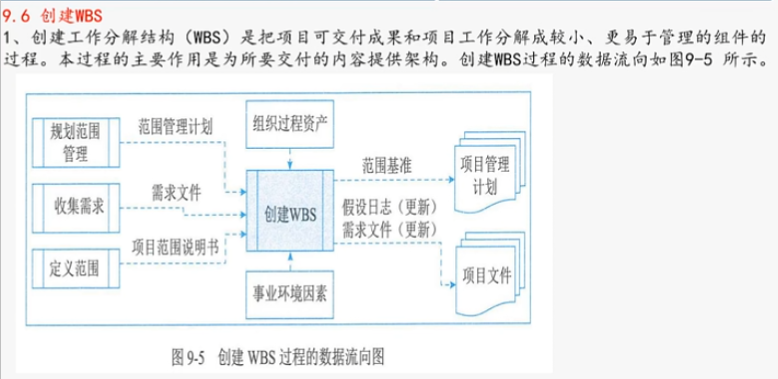 9.6 创建WBS
1、创建工作分解结构（WBS）是把项目可交付成果和项目工作分解成较小、更易于管理的组件的
过程。本过程的主要作用是为所要交付的内容提供架构。创建WBS过程的数据流向如图9-5 所示。
规划范围
管理
范围管理计划
组织过程资产
范围基准
项目管理
计划
收集需求
需求文件
创建WBS
假设日志（更新）
需求文件（更新）
定义范围
项目范围说明书
事业环境因素
项目文件
图 9-5 创建 WBS 过程的数据流向图